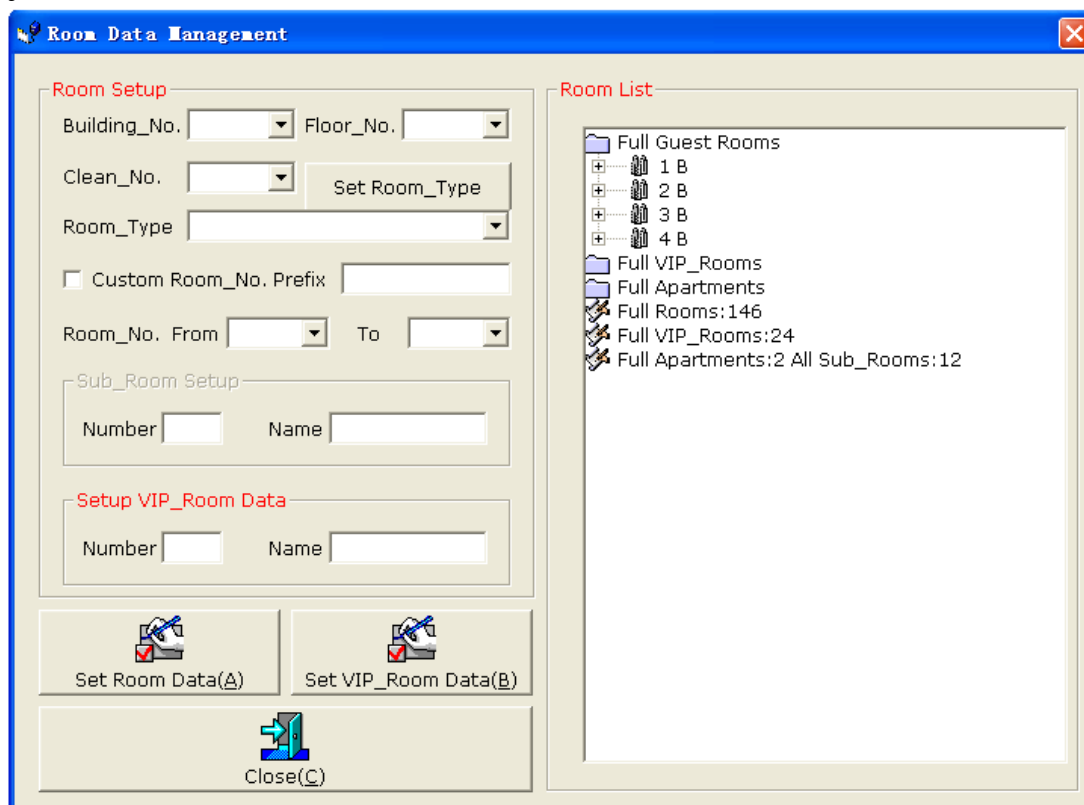 Room Data Management
Room Setup
Building_No. Floor_No.
Clean_No. Set Room_Type
Room_Type
Custom Room_No. Prefix
Room_No. From To
Sub_Room Setup
Number Name
Setup VIP_Room Data
Number Name
Set Room Data(A) Set VIP_Room Data(B)
Close(C)
Room List
Full Guest Rooms
1 B
2 B
3 B
4 B
Full VIP_Rooms
Full Apartments
Full Rooms:146
Full VIP_Rooms:24
Full Apartments:2 All Sub_Rooms:12